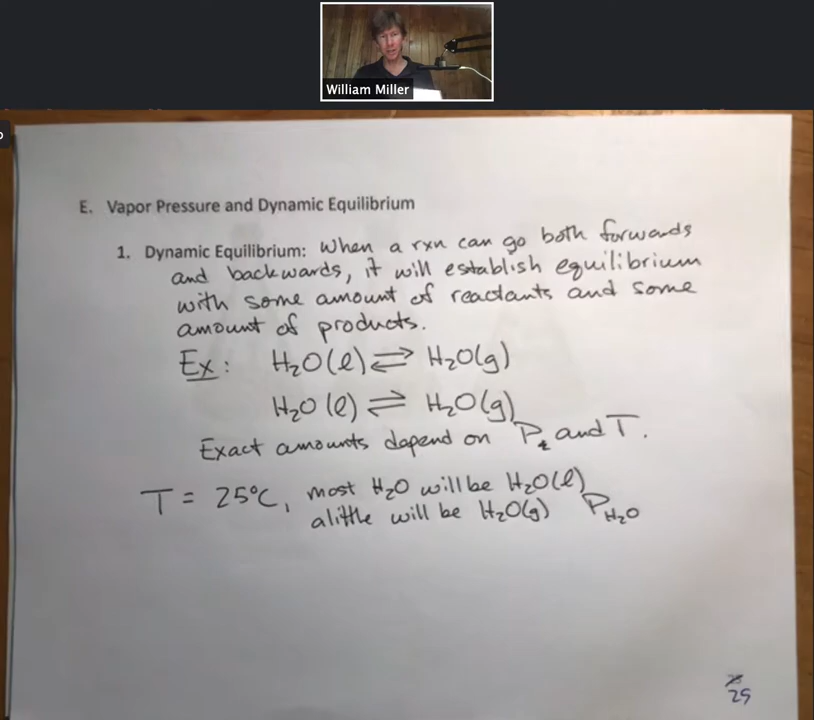 William Miller
E. Vapor Pressure and Dynamic Equilibrium
1. Dynamic Equilibrium: When a rxn can go both forwards
and backwards, it will establish equilibrium
with some amount of reactants and some
amount of products.
Ex: H₂O(l) ⇄ H₂O(g)
H₂O(l) ⇌ H₂O(g)
Exact amounts depend on P and T.
T = 25°C, most H₂O will be H₂O(l)
a little will be H₂O(g) P_H₂O
25